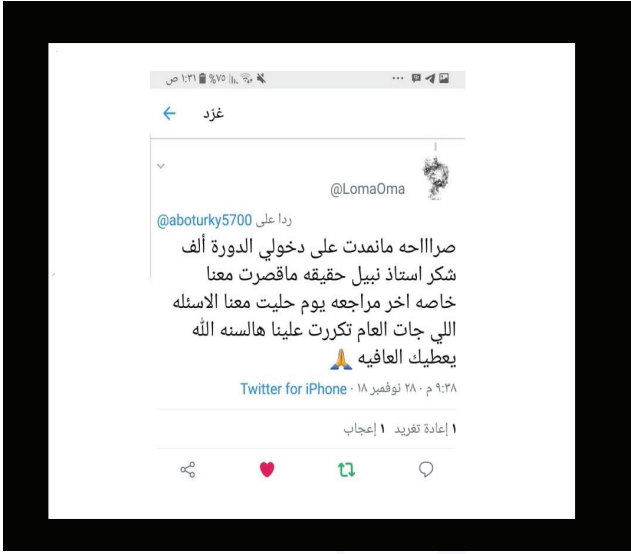 ١:٣١ ص ٧٥%
غرّد
@LomaOma
ردا على @aboturky5700
صراااحه مانمدت على دخولي الدورة ألف
شكر استاذ نبيل حقيقه ماقصرت معنا
خاصه اخر مراجعه يوم حليت معنا الاسئله
اللي جات العام تكررت علينا هالسنه الله
يعطيك العافيه 🙏
٩:٣٨ م · ٢٨ نوفمبر ١٨ · Twitter for iPhone
١ إعادة تغريد ١ إعجاب